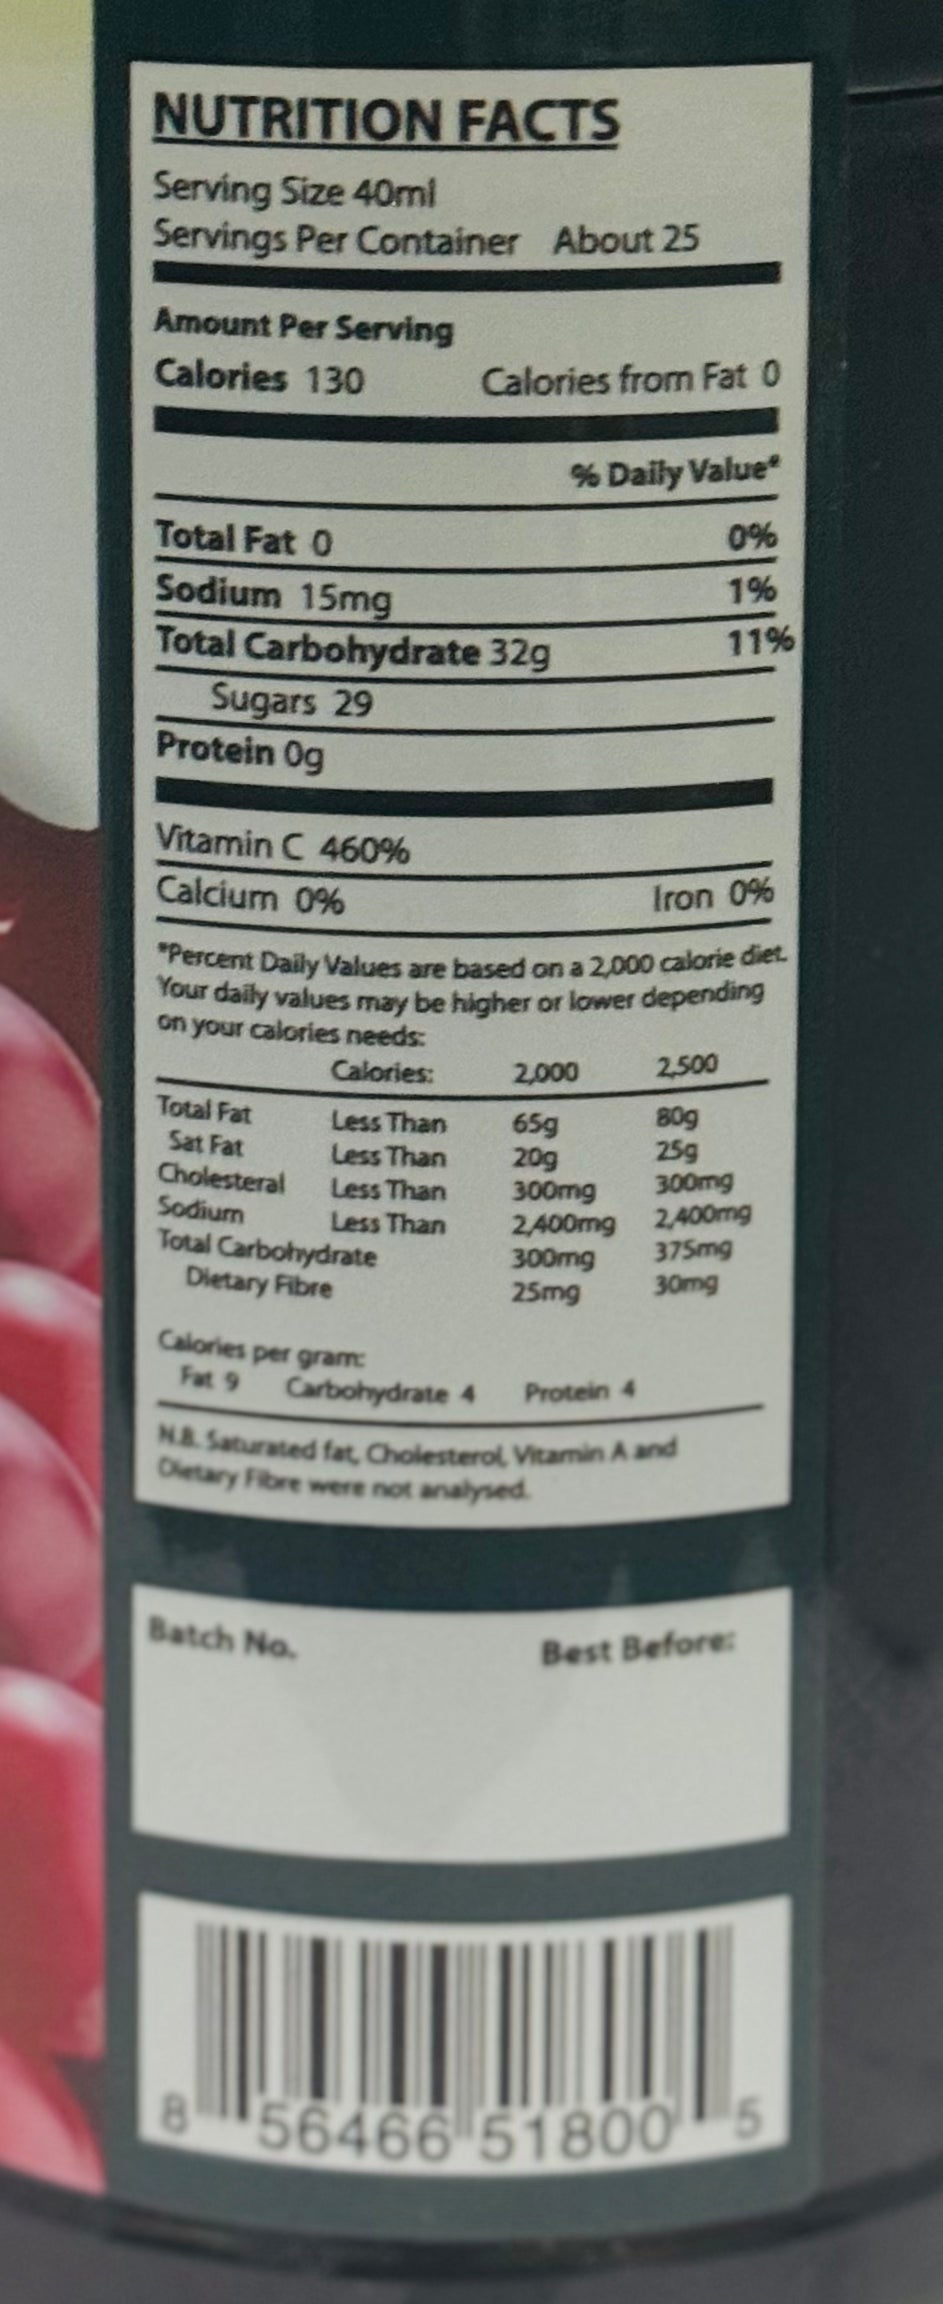 NUTRITION FACTS
Serving Size 40ml
Servings Per Container About 25
Amount Per Serving
Calories 130 Calories from Fat 0
% Daily Value*
Total Fat 0 0%
Sodium 15mg 1%
Total Carbohydrate 32g 11%
Sugars 29
Protein 0g
Vitamin C 460%
Calcium 0% Iron 0%
*Percent Daily Values are based on a 2,000 calorie diet.
Your daily values may be higher or lower depending
on your calories needs:
Calories: 2,000 2,500
Total Fat Less Than 65g 80g
Sat Fat Less Than 20g 25g
Cholesteral Less Than 300mg 300mg
Sodium Less Than 2,400mg 2,400mg
Total Carbohydrate 300mg 375mg
Dietary Fibre 25mg 30mg
Calories per gram:
Fat 9 Carbohydrate 4 Protein 4
N.B. Saturated fat, Cholesterol, Vitamin A and
Dietary Fibre were not analysed.
Batch No. Best Before:
8 56466 51800 5